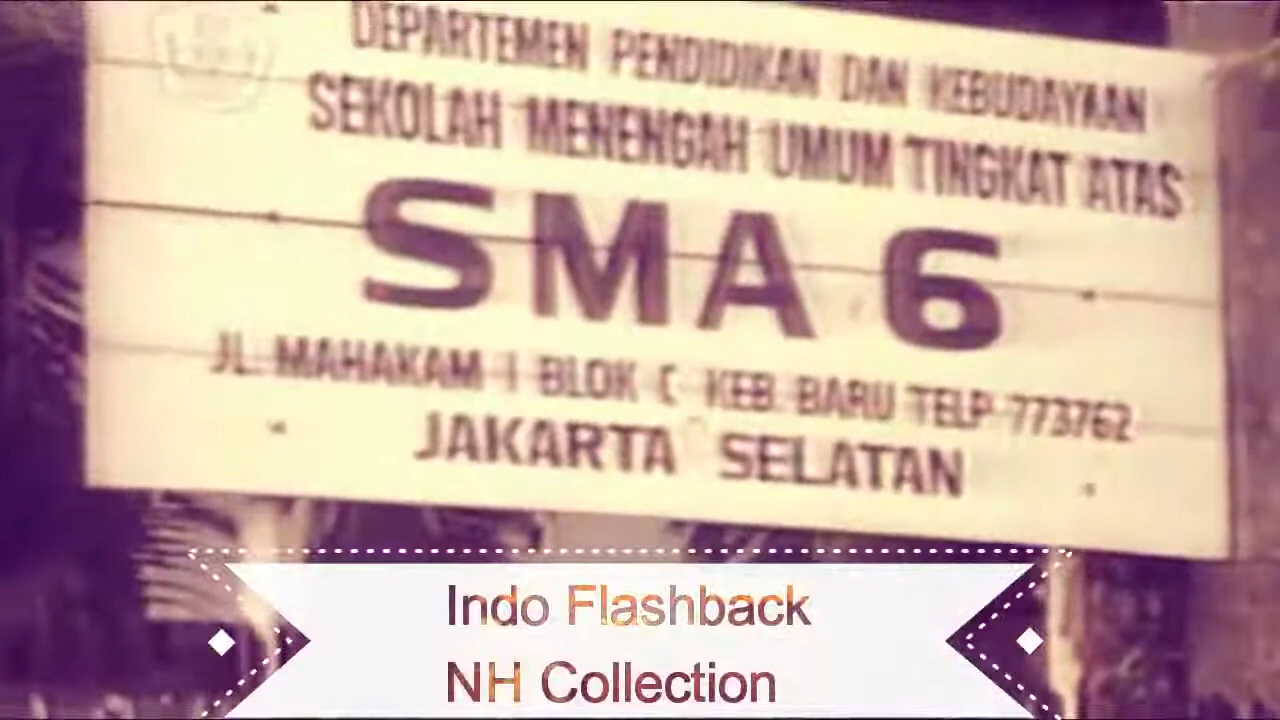 DEPARTEMEN PENDIDIKAN DAN KEBUDAYAAN
SEKOLAH MENENGAH UMUM TINGKAT ATAS
SMA 6
JL. MAHAKAM I BLOK C KEB. BARU TELP 773762
JAKARTA SELATAN
Indo Flashback
NH Collection